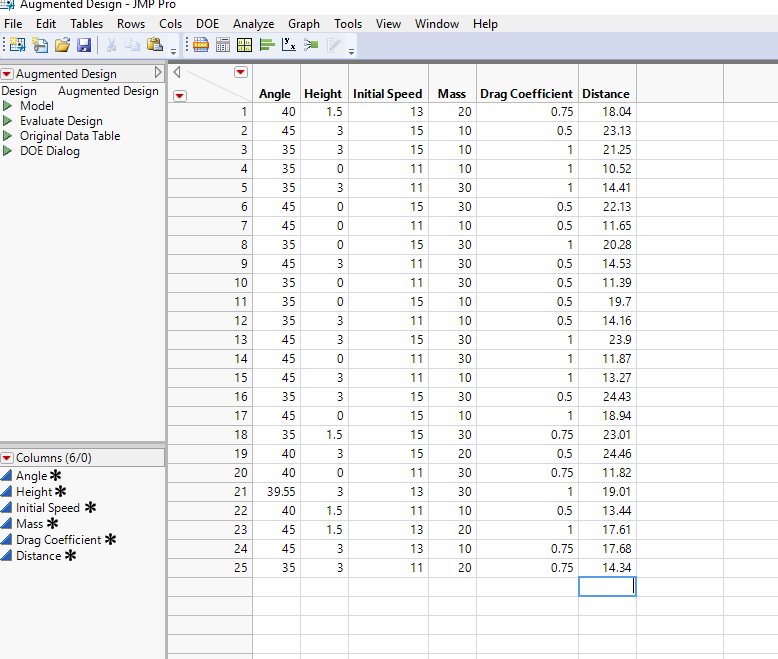 Augmented Design - JMP Pro
File Edit Tables Rows Cols DOE Analyze Graph Tools View Window Help
Augmented Design
Design Augmented Design
Model
Evaluate Design
Original Data Table
DOE Dialog
Columns (6/0)
Angle
Height
Initial Speed
Mass
Drag Coefficient
Distance
Angle Height Initial Speed Mass Drag Coefficient Distance
1 40 1.5 13 20 0.75 18.04
2 45 3 15 10 0.5 23.13
3 35 3 15 10 1 21.25
4 35 0 11 10 1 10.52
5 35 3 11 30 1 14.41
6 45 0 15 30 0.5 22.13
7 45 0 11 10 0.5 11.65
8 35 0 15 30 1 20.28
9 45 3 11 30 0.5 14.53
10 35 0 11 30 0.5 11.39
11 35 0 15 10 0.5 19.7
12 35 3 11 10 0.5 14.16
13 45 3 15 30 1 23.9
14 45 0 11 30 1 11.87
15 45 3 11 10 1 13.27
16 35 3 15 30 0.5 24.43
17 45 0 15 10 1 18.94
18 35 1.5 15 30 0.75 23.01
19 40 3 15 20 0.5 24.46
20 40 0 11 30 0.75 11.82
21 39.55 3 13 30 1 19.01
22 40 1.5 11 10 0.5 13.44
23 45 1.5 13 20 1 17.61
24 45 3 13 10 0.75 17.68
25 35 3 11 20 0.75 14.34